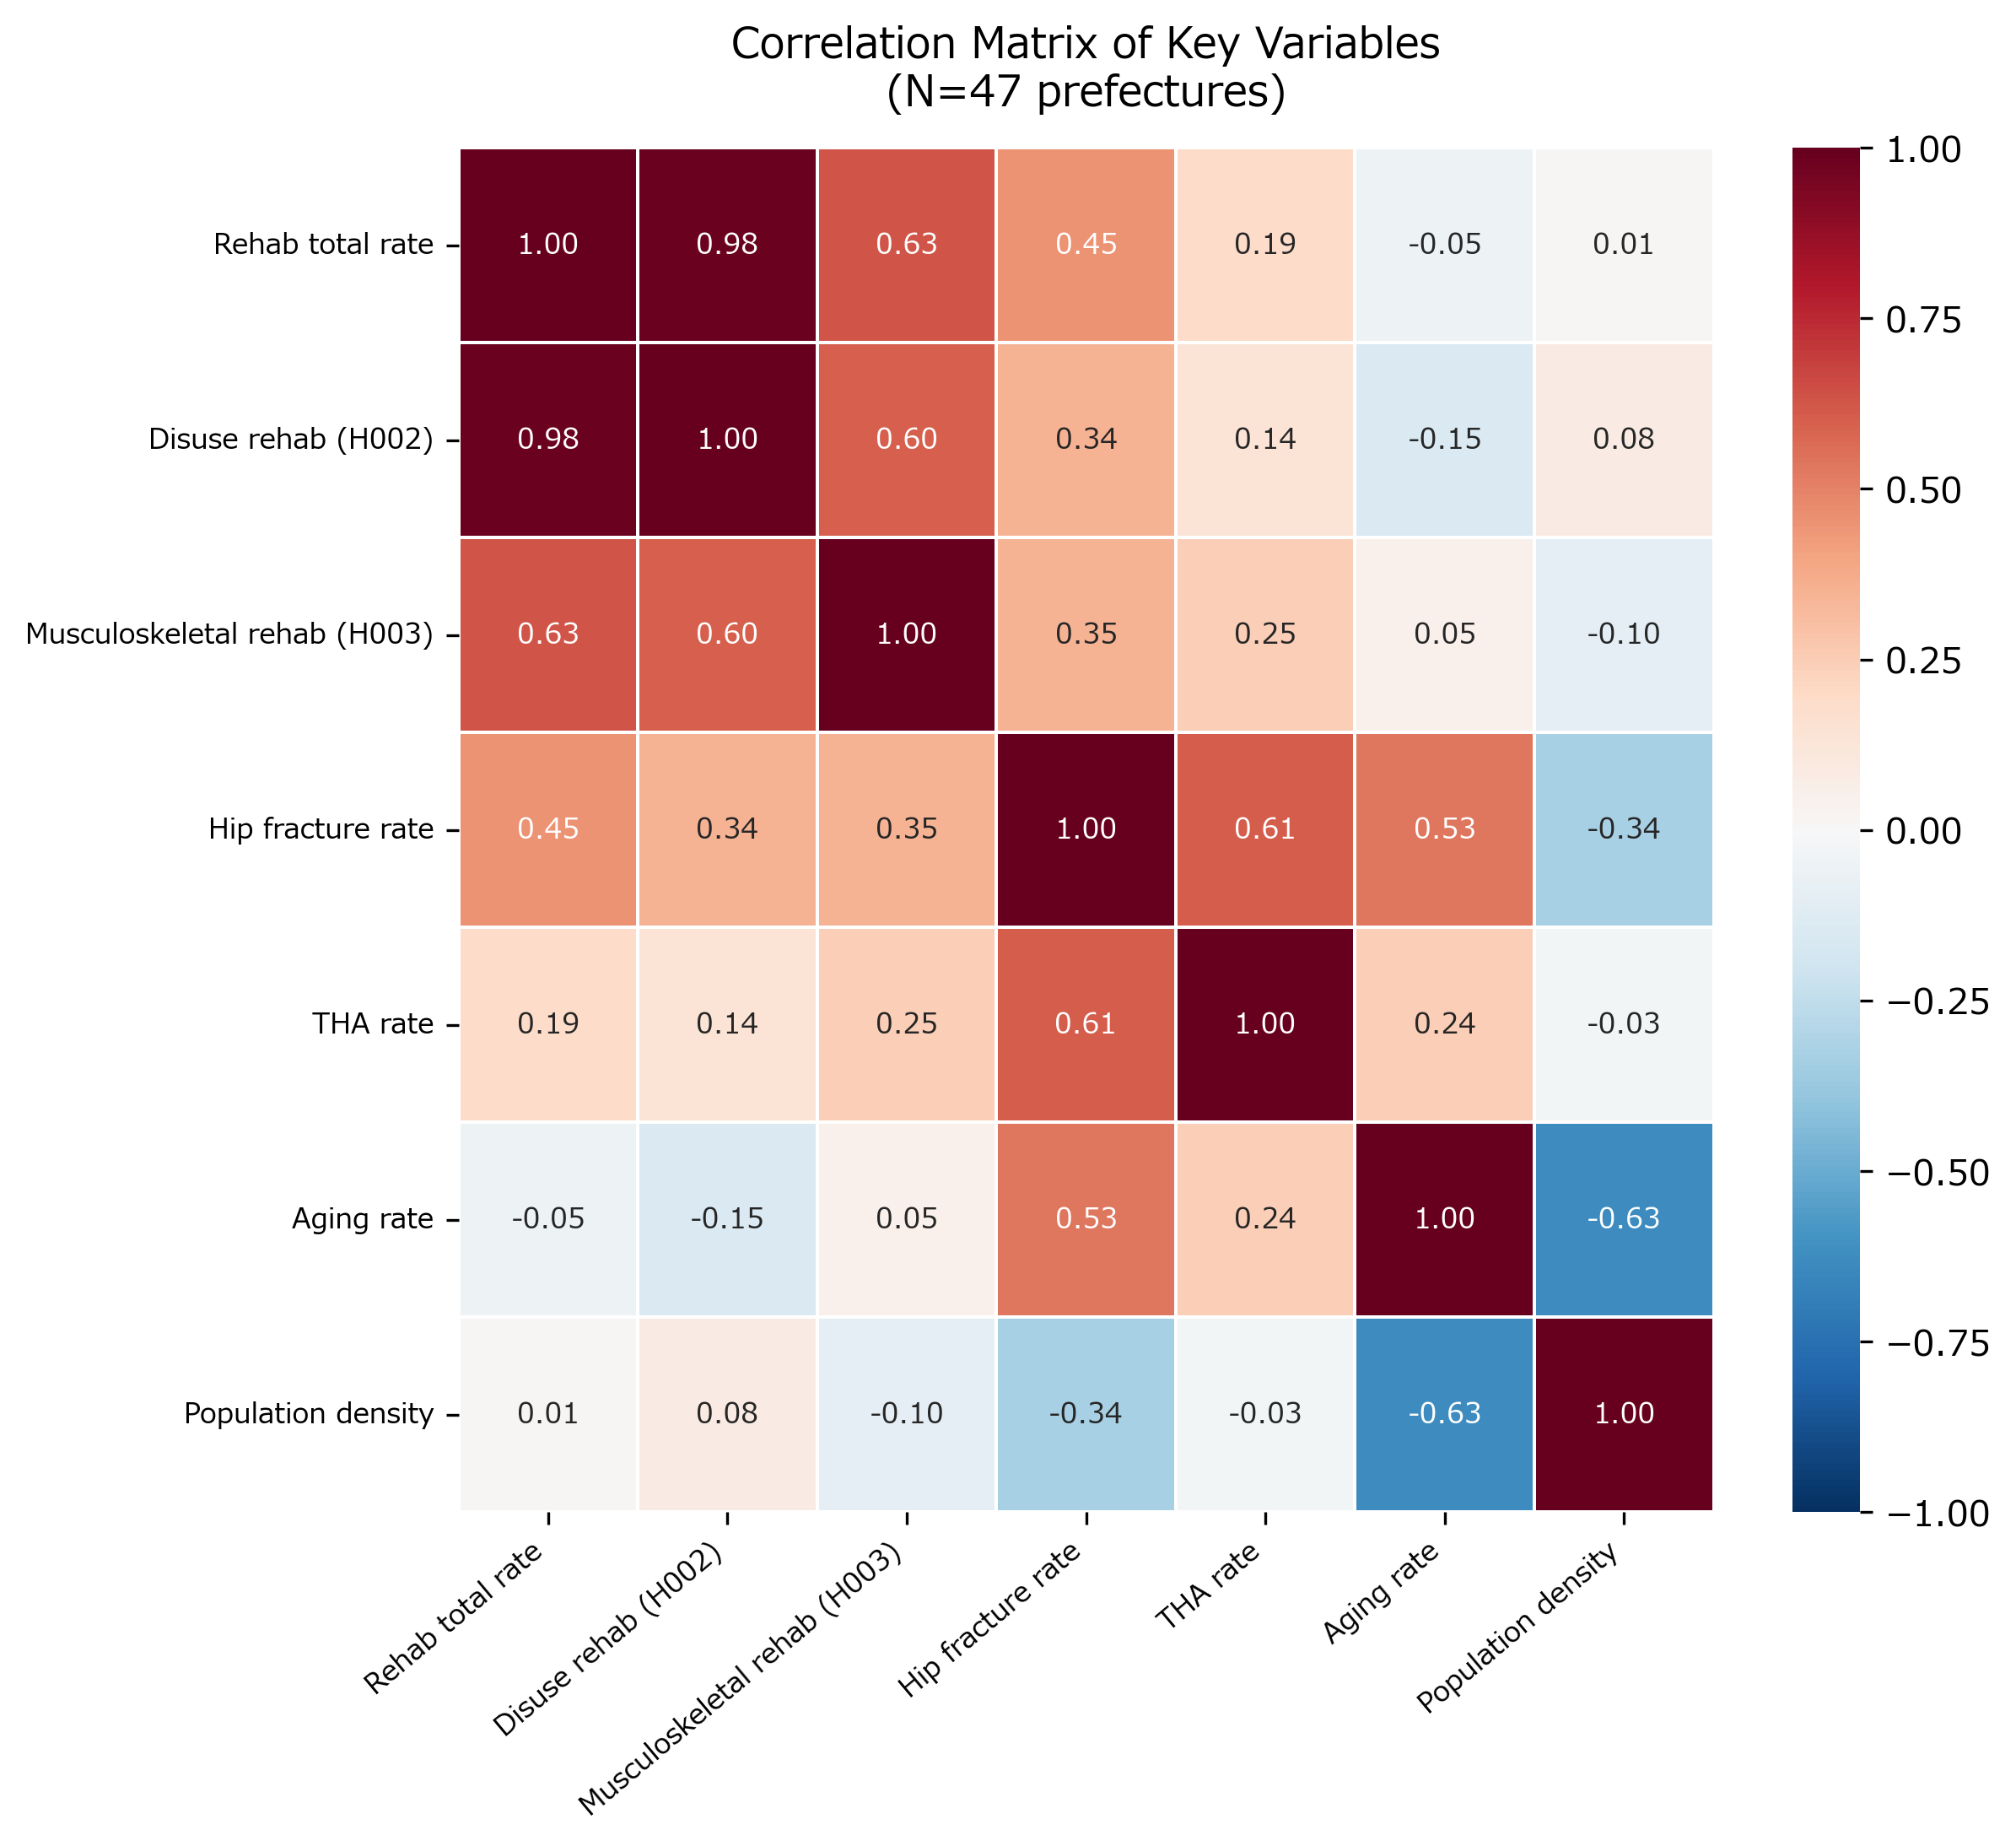 Correlation Matrix of Key Variables
(N=47 prefectures)
Rehab total rate 1.00 0.98 0.63 0.45 0.19 -0.05 0.01
Disuse rehab (H002) 0.98 1.00 0.60 0.34 0.14 -0.15 0.08
Musculoskeletal rehab (H003) 0.63 0.60 1.00 0.35 0.25 0.05 -0.10
Hip fracture rate 0.45 0.34 0.35 1.00 0.61 0.53 -0.34
THA rate 0.19 0.14 0.25 0.61 1.00 0.24 -0.03
Aging rate -0.05 -0.15 0.05 0.53 0.24 1.00 -0.63
Population density 0.01 0.08 -0.10 -0.34 -0.03 -0.63 1.00
Rehab total rate
Disuse rehab (H002)
Musculoskeletal rehab (H003)
Hip fracture rate
THA rate
Aging rate
Population density
1.00
0.75
0.50
0.25
0.00
−0.25
−0.50
−0.75
−1.00